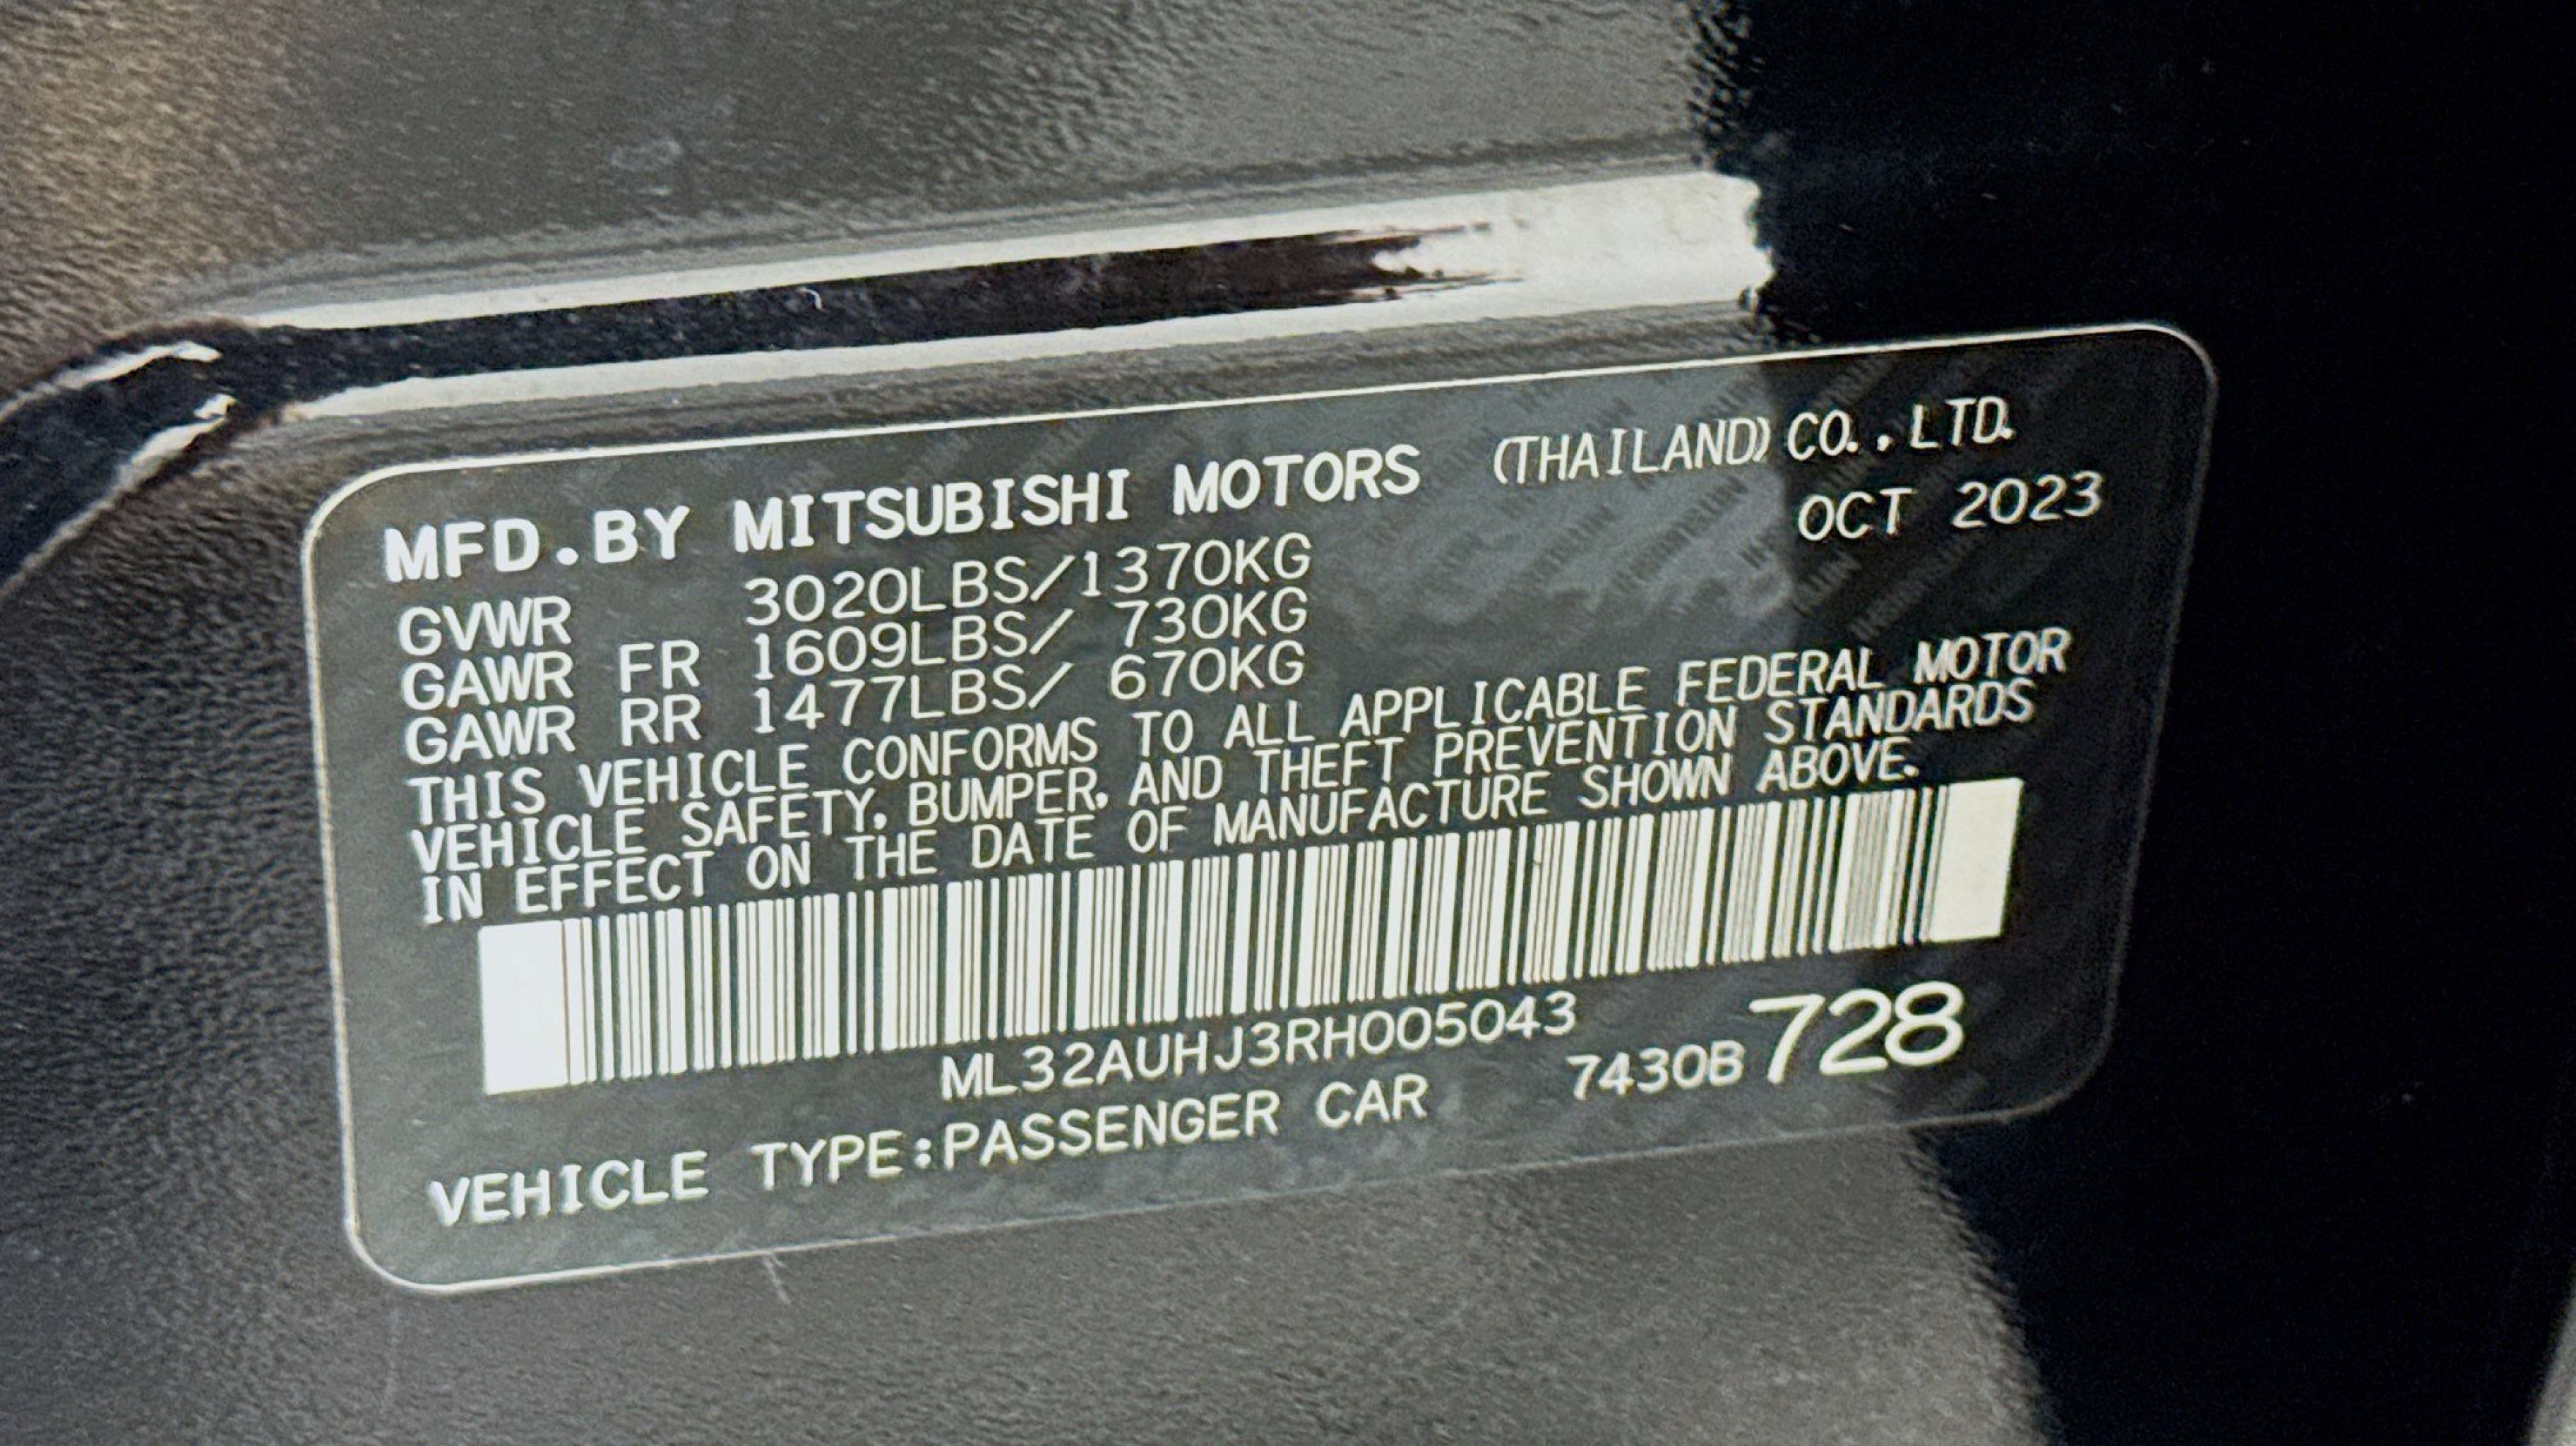 MFD.BY MITSUBISHI MOTORS (THAILAND) CO., LTD.
OCT 2023
GVWR 3020LBS/1370KG
GAWR FR 1609LBS/ 730KG
GAWR RR 1477LBS/ 670KG
THIS VEHICLE CONFORMS TO ALL APPLICABLE FEDERAL MOTOR
VEHICLE SAFETY, BUMPER, AND THEFT PREVENTION STANDARDS
IN EFFECT ON THE DATE OF MANUFACTURE SHOWN ABOVE.
ML32AUHJ3RH005043
VEHICLE TYPE:PASSENGER CAR 7430B728